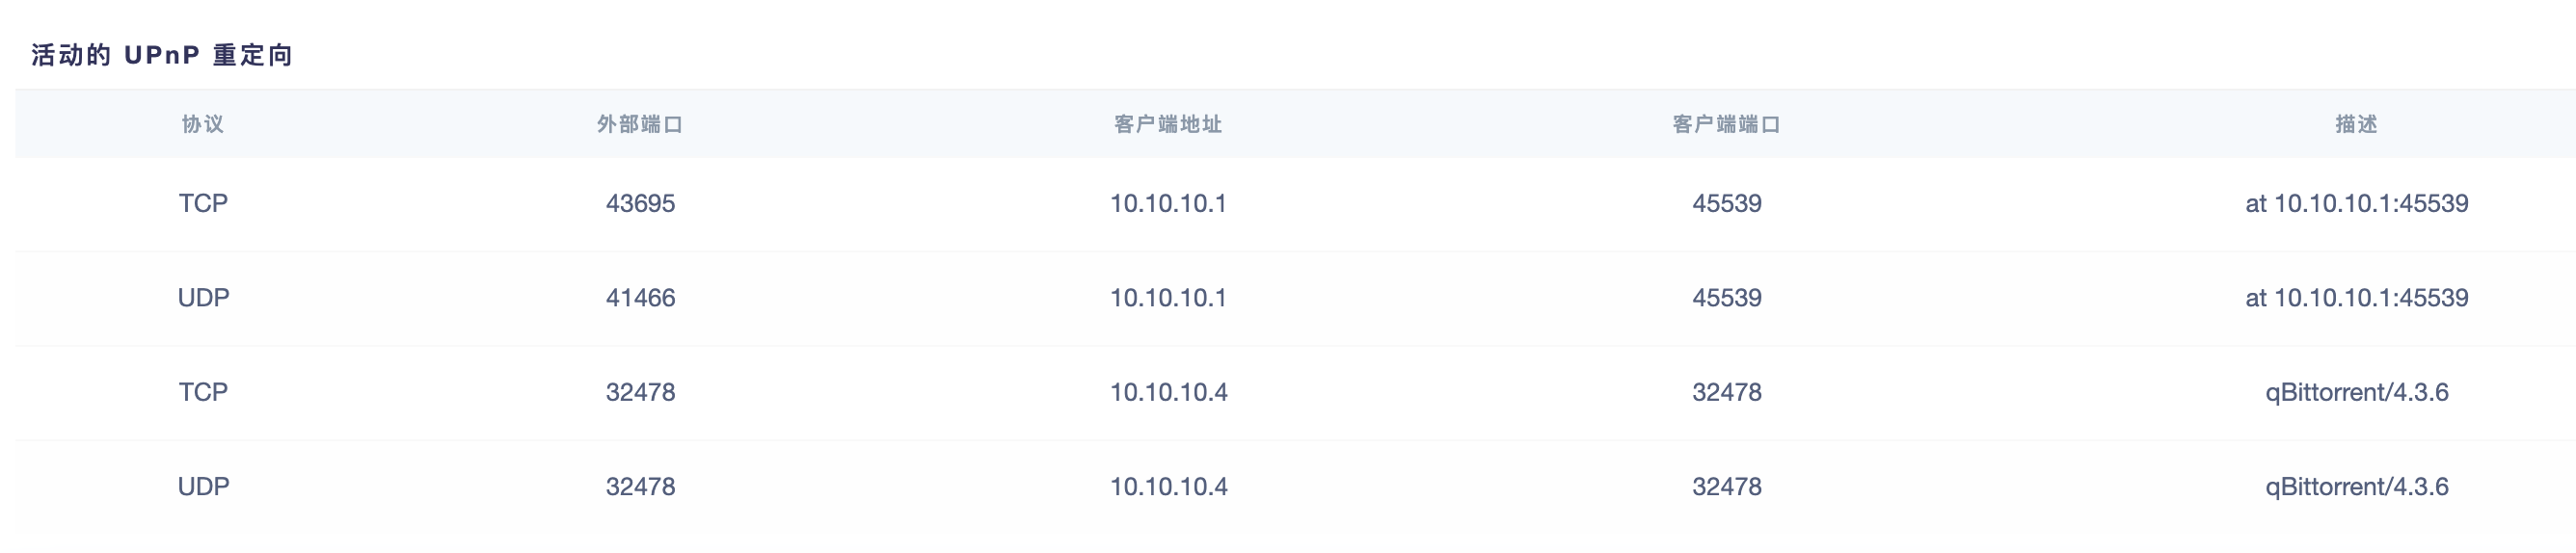 活动的 UPnP 重定向
协议 外部端口 客户端地址 客户端端口 描述
TCP 43695 10.10.10.1 45539 at 10.10.10.1:45539
UDP 41466 10.10.10.1 45539 at 10.10.10.1:45539
TCP 32478 10.10.10.4 32478 qBittorrent/4.3.6
UDP 32478 10.10.10.4 32478 qBittorrent/4.3.6